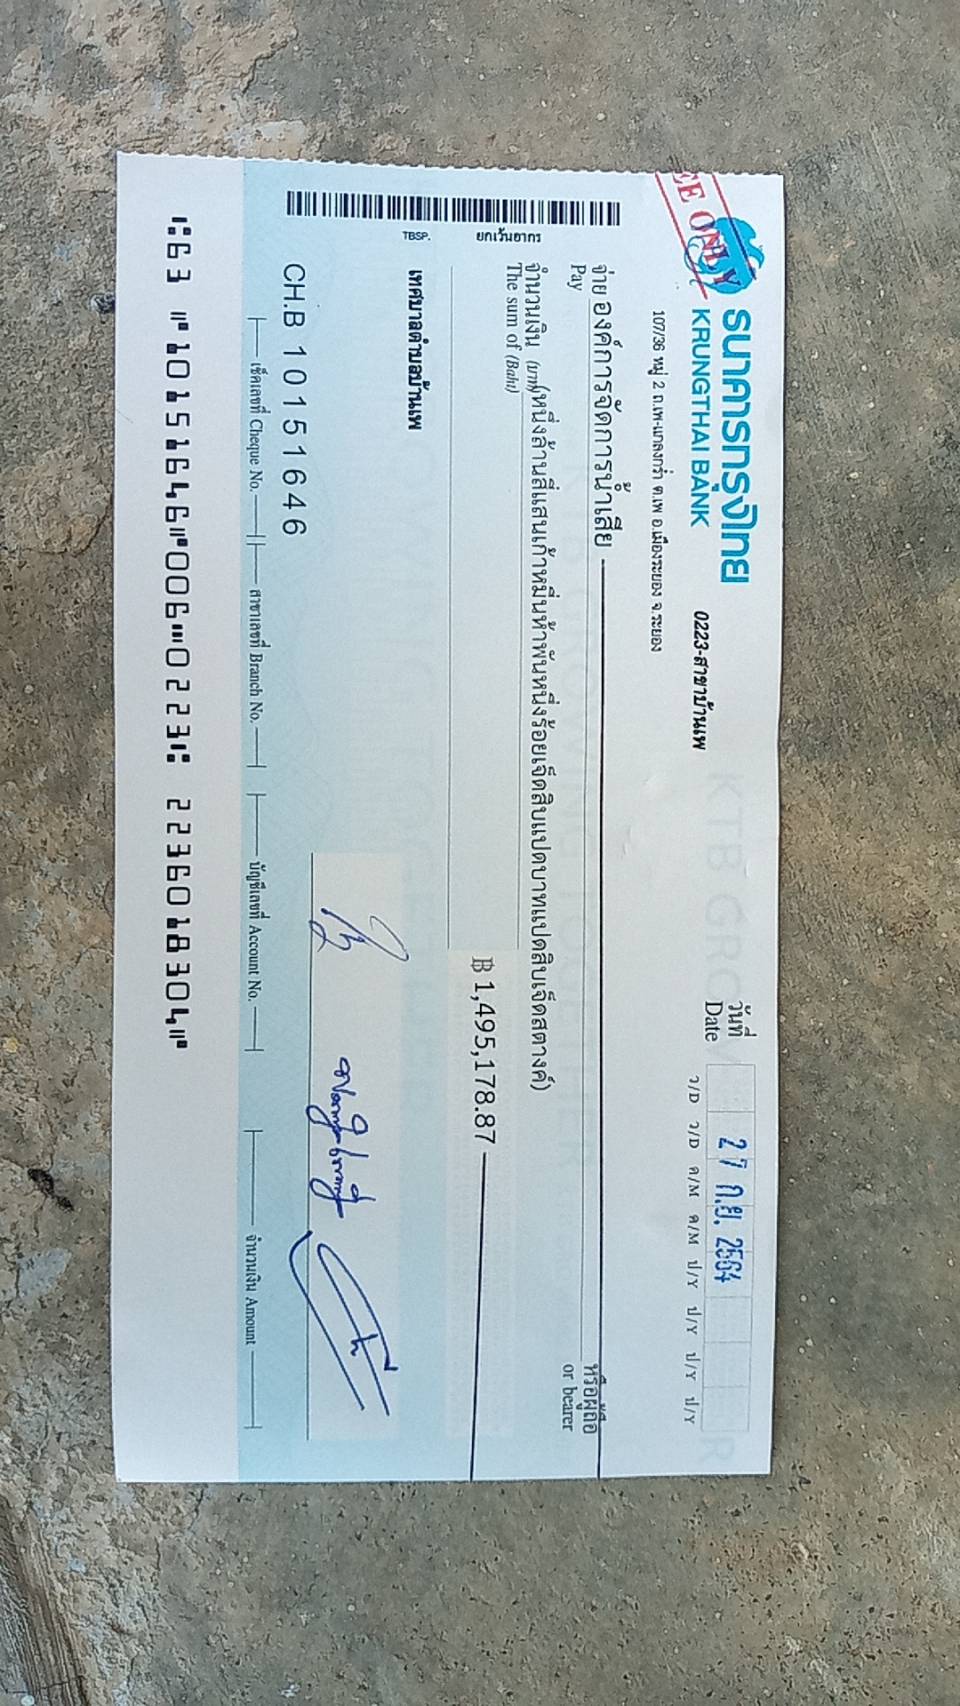 EE ONLY
ธนาคารกรุงไทย
KRUNGTHAI BANK
0223-สาขาบ้านเพ
107/36 หมู่ 2 ถ.เพ-แกลงกร่ำ ต.เพ อ.เมืองระยอง จ.ระยอง
วันที่ 27 ก.ย. 2564
Date
ว/D ว/D ค/M ค/M ป/Y ป/Y ป/Y ป/Y
KTB GROWING TOGETHER
จ่าย องค์การจัดการน้ำเสีย หรือผู้ถือ
Pay or bearer
จำนวนเงิน (บาท) (หนึ่งล้านสี่แสนเก้าหมื่นห้าพันหนึ่งร้อยเจ็ดสิบแปดบาทแปดสิบเจ็ดสตางค์)
The sum of (Baht)
฿ 1,495,178.87
ยกเว้นอากร
TBSP.
เทศบาลตำบลบ้านเพ
CH.B 10151646
เช็คเลขที่ Cheque No. สาขาเลขที่ Branch No. บัญชีเลขที่ Account No. จำนวนเงิน Amount
⑆63 ⑈10151646⑈006⑉0223⑆ 2236018304⑈